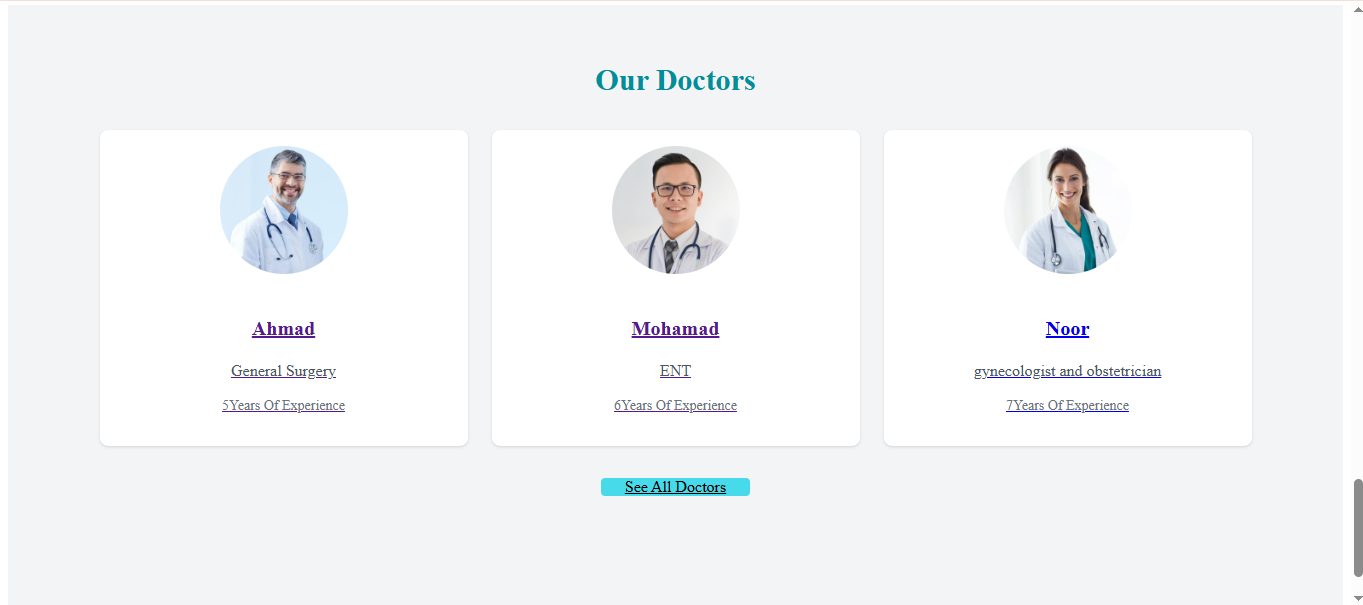 Our Doctors
Ahmad
General Surgery
5Years Of Experience
Mohamad
ENT
6Years Of Experience
Noor
gynecologist and obstetrician
7Years Of Experience
See All Doctors